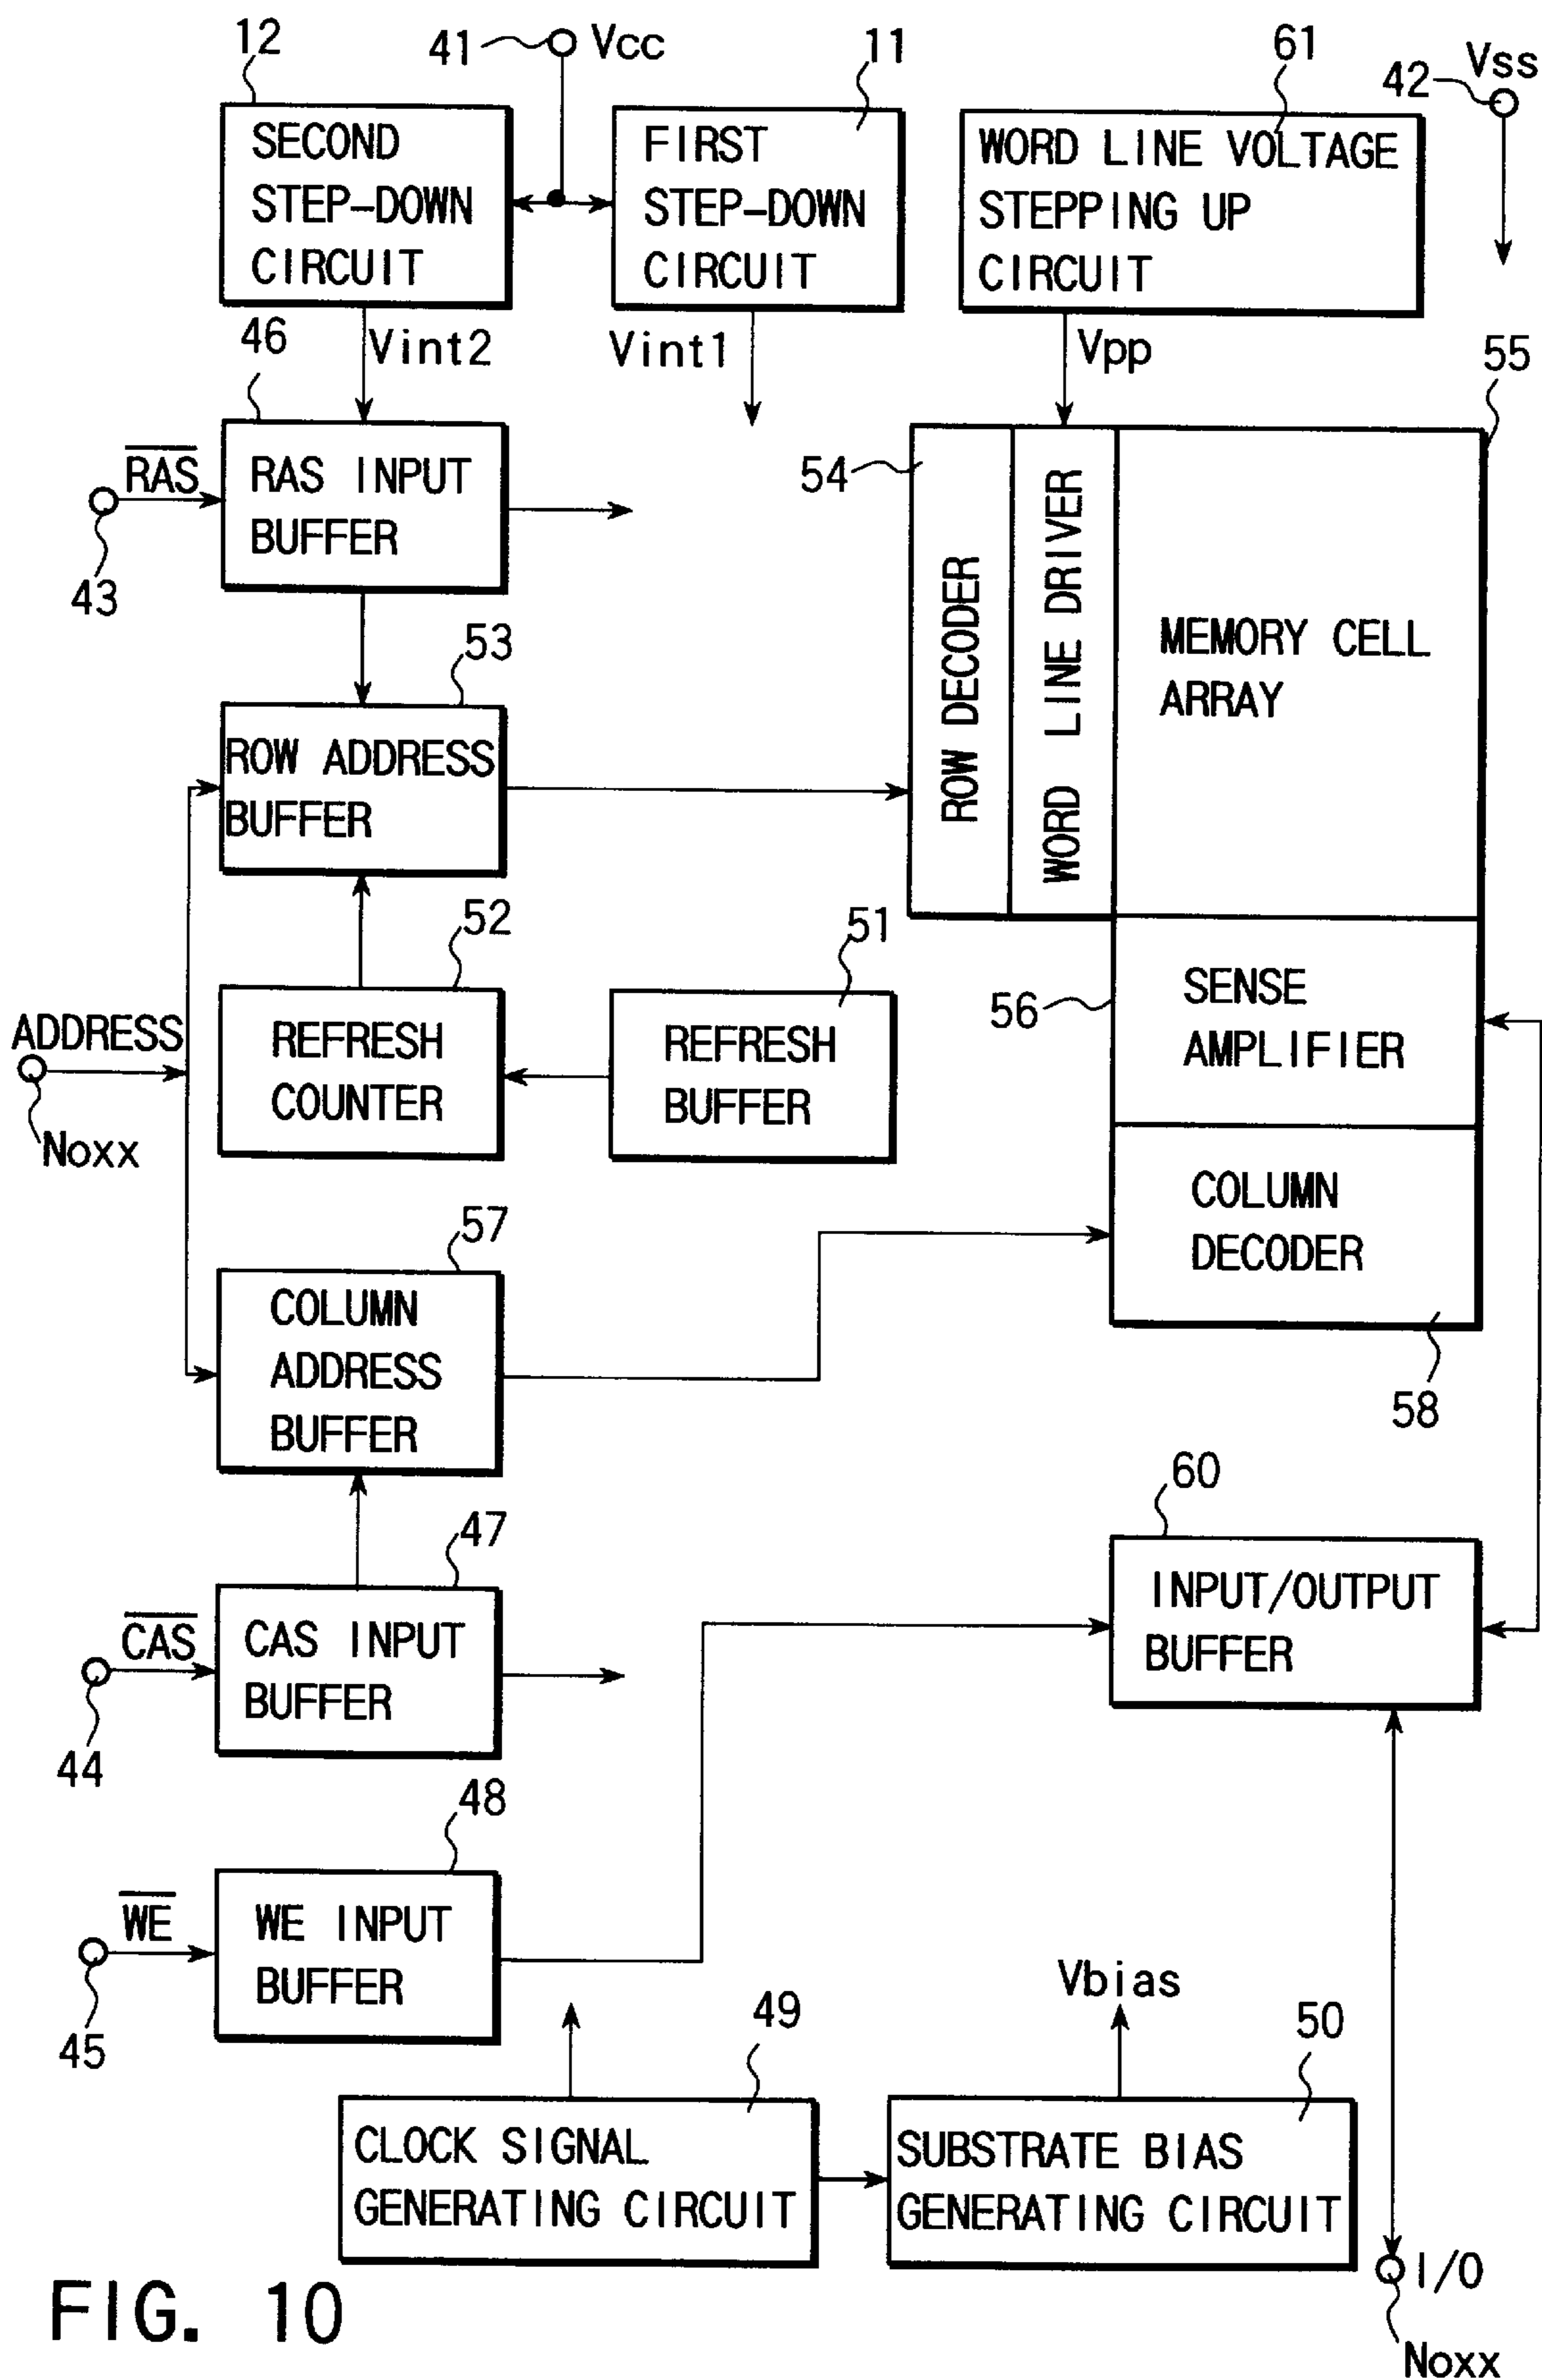 12
41
Vcc
11
61
Vss
42
SECOND
STEP-DOWN
CIRCUIT
FIRST
STEP-DOWN
CIRCUIT
WORD LINE VOLTAGE
STEPPING UP
CIRCUIT
46
Vint2
Vint1
Vpp
55
RAS
RAS INPUT
BUFFER
43
54
ROW DECODER
WORD LINE DRIVER
MEMORY CELL
ARRAY
53
ROW ADDRESS
BUFFER
52
51
ADDRESS
Noxx
REFRESH
COUNTER
REFRESH
BUFFER
56
SENSE
AMPLIFIER
57
COLUMN
ADDRESS
BUFFER
COLUMN
DECODER
58
47
60
CAS
CAS INPUT
BUFFER
44
INPUT/OUTPUT
BUFFER
48
WE
WE INPUT
BUFFER
45
Vbias
49
50
CLOCK SIGNAL
GENERATING CIRCUIT
SUBSTRATE BIAS
GENERATING CIRCUIT
I/O
Noxx
FIG. 10